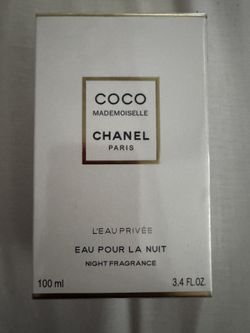 COCO
MADEMOISELLE
CHANEL
PARIS
L'EAU PRIVÉE
EAU POUR LA NUIT
NIGHT FRAGRANCE
100 ml 3.4 FL.OZ.